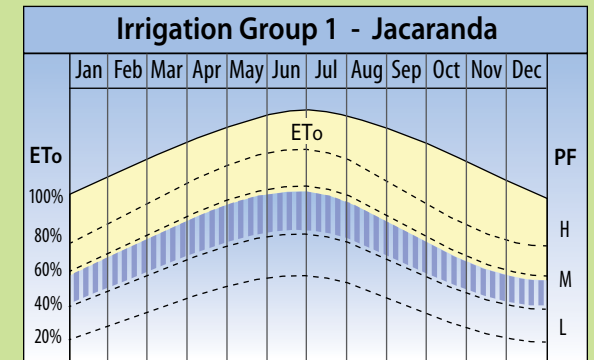 Irrigation Group 1 - Jacaranda
Jan Feb Mar Apr May Jun Jul Aug Sep Oct Nov Dec
ETo
ETo PF
100%
80% H
60% M
40%
20% L